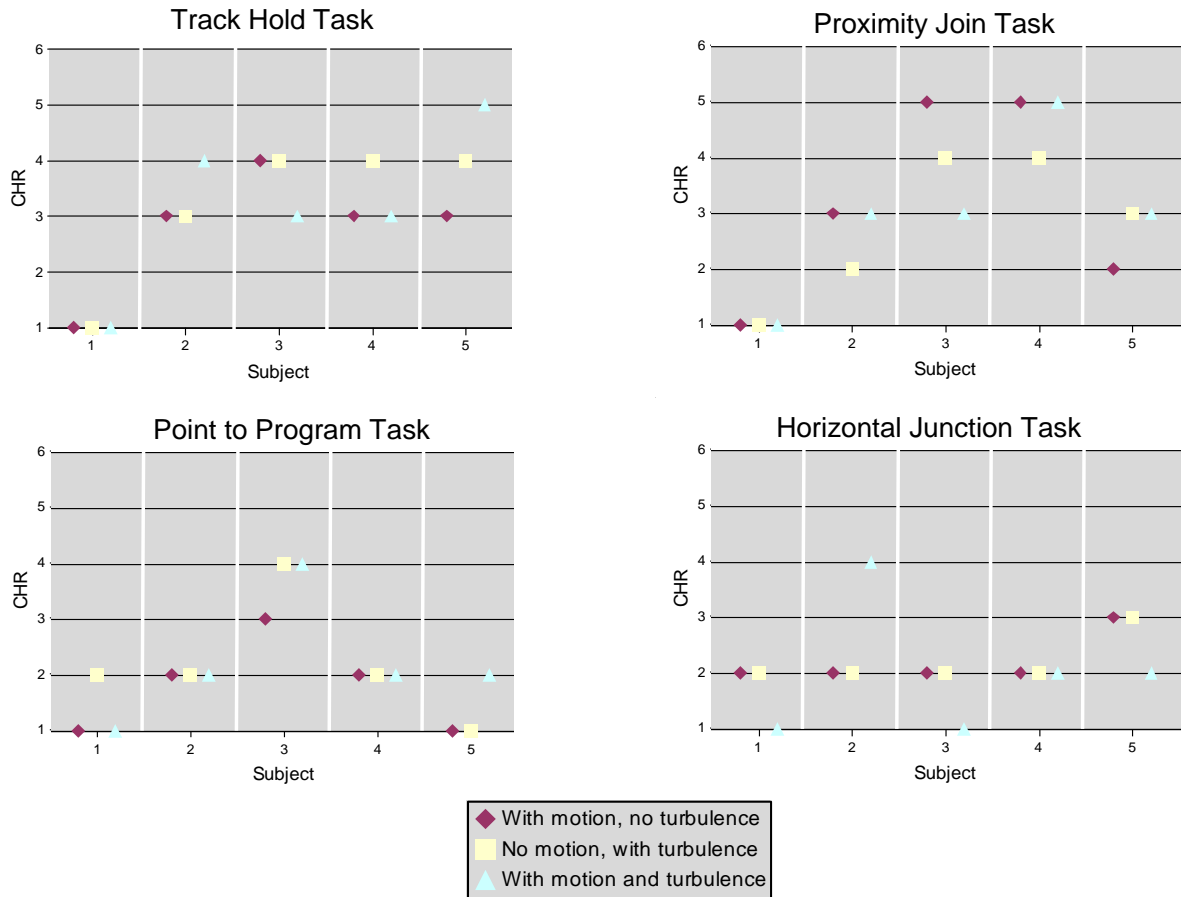 Track Hold Task
6
5
4
3
2
1
CHR
1 2 3 4 5
Subject
Proximity Join Task
6
5
4
3
2
1
CHR
1 2 3 4 5
Subject
Point to Program Task
6
5
4
3
2
1
CHR
1 2 3 4 5
Subject
Horizontal Junction Task
6
5
4
3
2
1
CHR
1 2 3 4 5
Subject
With motion, no turbulence
No motion, with turbulence
With motion and turbulence